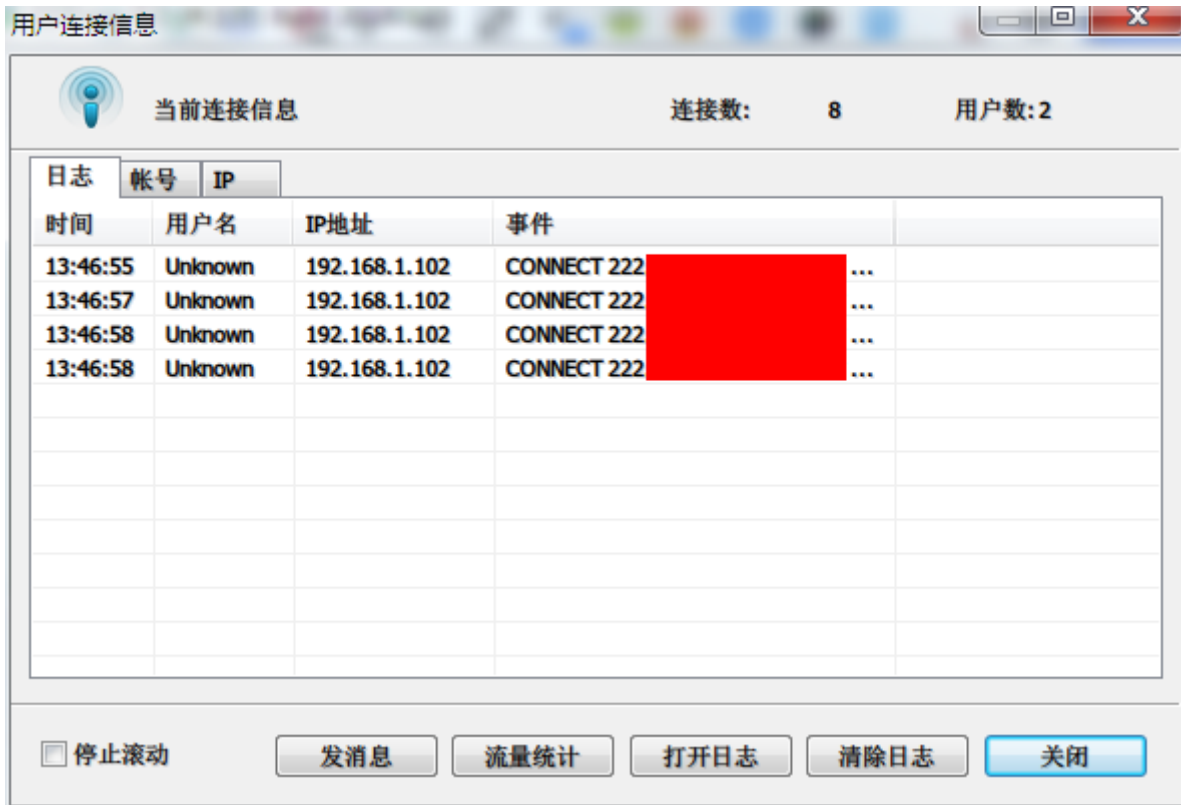 用户连接信息
当前连接信息 连接数: 8 用户数:2
日志 帐号 IP
时间 用户名 IP地址 事件
13:46:55 Unknown 192.168.1.102 CONNECT 222 ...
13:46:57 Unknown 192.168.1.102 CONNECT 222 ...
13:46:58 Unknown 192.168.1.102 CONNECT 222 ...
13:46:58 Unknown 192.168.1.102 CONNECT 222 ...
停止滚动 发消息 流量统计 打开日志 清除日志 关闭